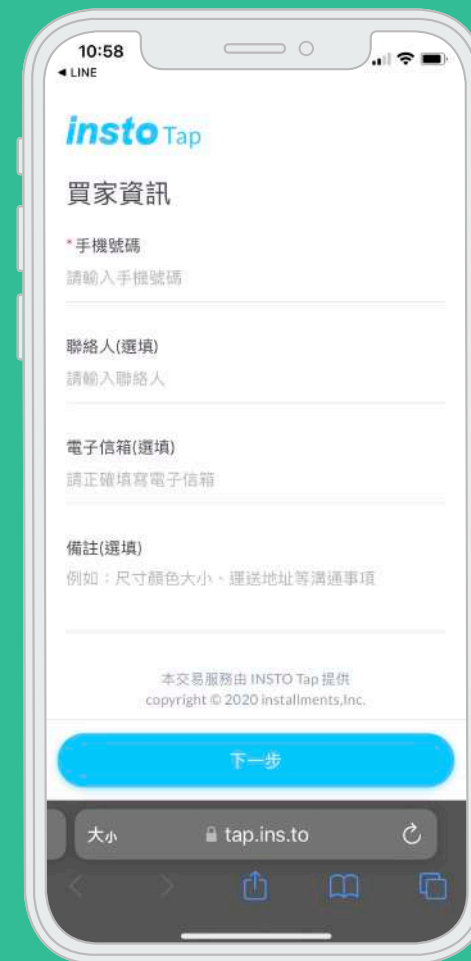 10:58
◀ LINE
insto Tap
買家資訊
*手機號碼
請輸入手機號碼
聯絡人(選填)
請輸入聯絡人
電子信箱(選填)
請正確填寫電子信箱
備註(選填)
例如：尺寸顏色大小、運送地址等溝通事項
本交易服務由 INSTO Tap 提供
copyright © 2020 installments,Inc.
下一步
大小 tap.ins.to